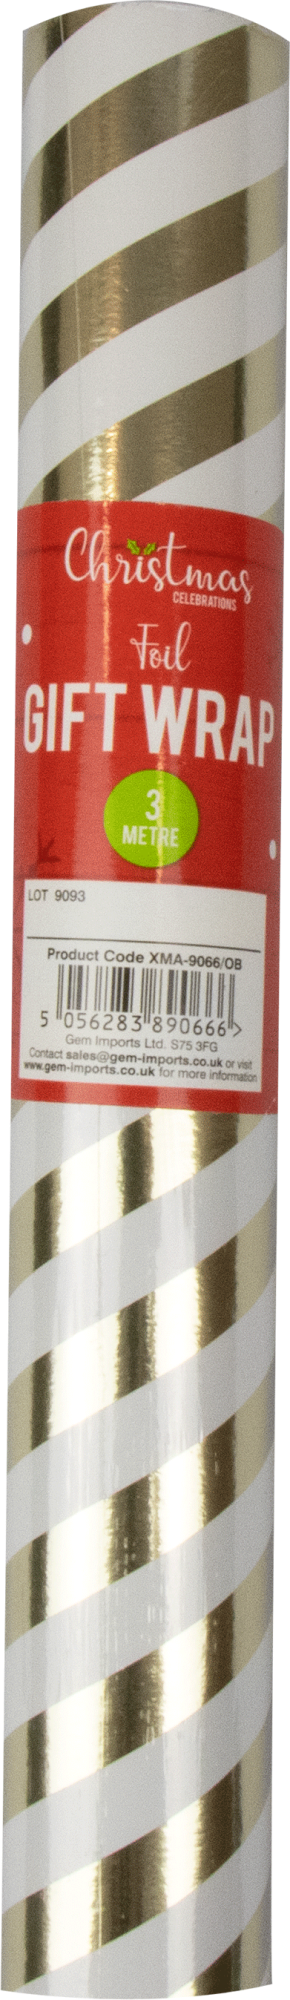 Christmas
CELEBRATIONS
Foil
GIFT WRAP
3
METRE
LOT 9093
Product Code XMA-9066/OB
5 056283 890666 >
Gem Imports Ltd. S75 3FG
Contact sales@gem-imports.co.uk or visit
www.gem-imports.co.uk for more information